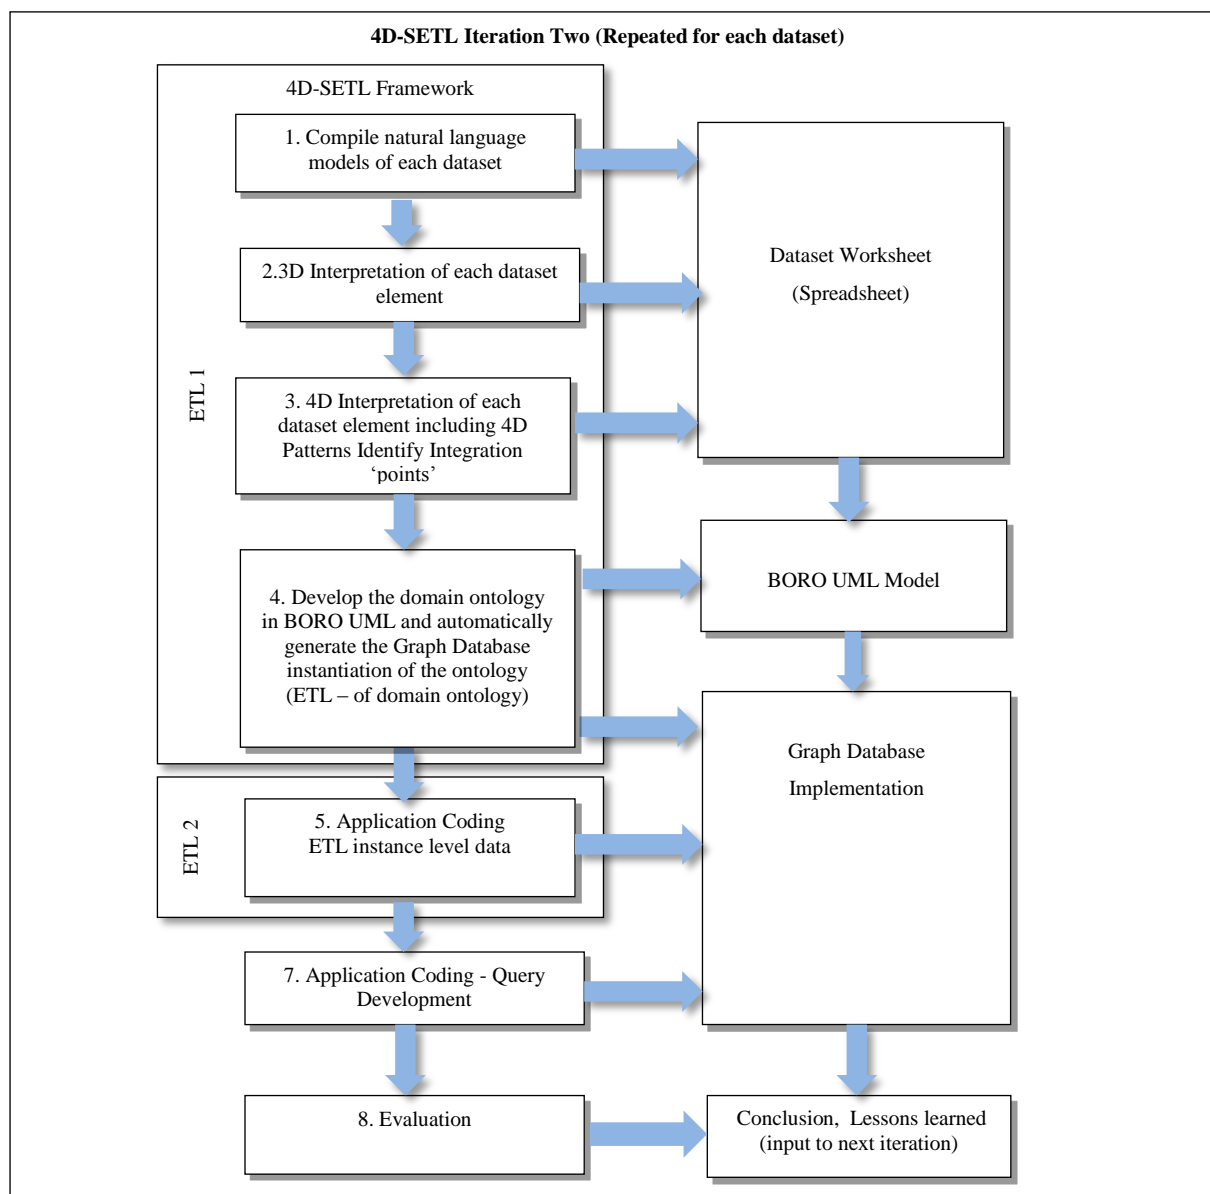 4D-SETL Iteration Two (Repeated for each dataset)
4D-SETL Framework
1. Compile natural language
models of each dataset
2.3D Interpretation of each dataset
element
3. 4D Interpretation of each
dataset element including 4D
Patterns Identify Integration
‘points’
ETL 1
4. Develop the domain ontology
in BORO UML and automatically
generate the Graph Database
instantiation of the ontology
(ETL – of domain ontology)
ETL 2
5. Application Coding
ETL instance level data
7. Application Coding - Query
Development
8. Evaluation
Dataset Worksheet
(Spreadsheet)
BORO UML Model
Graph Database
Implementation
Conclusion, Lessons learned
(input to next iteration)